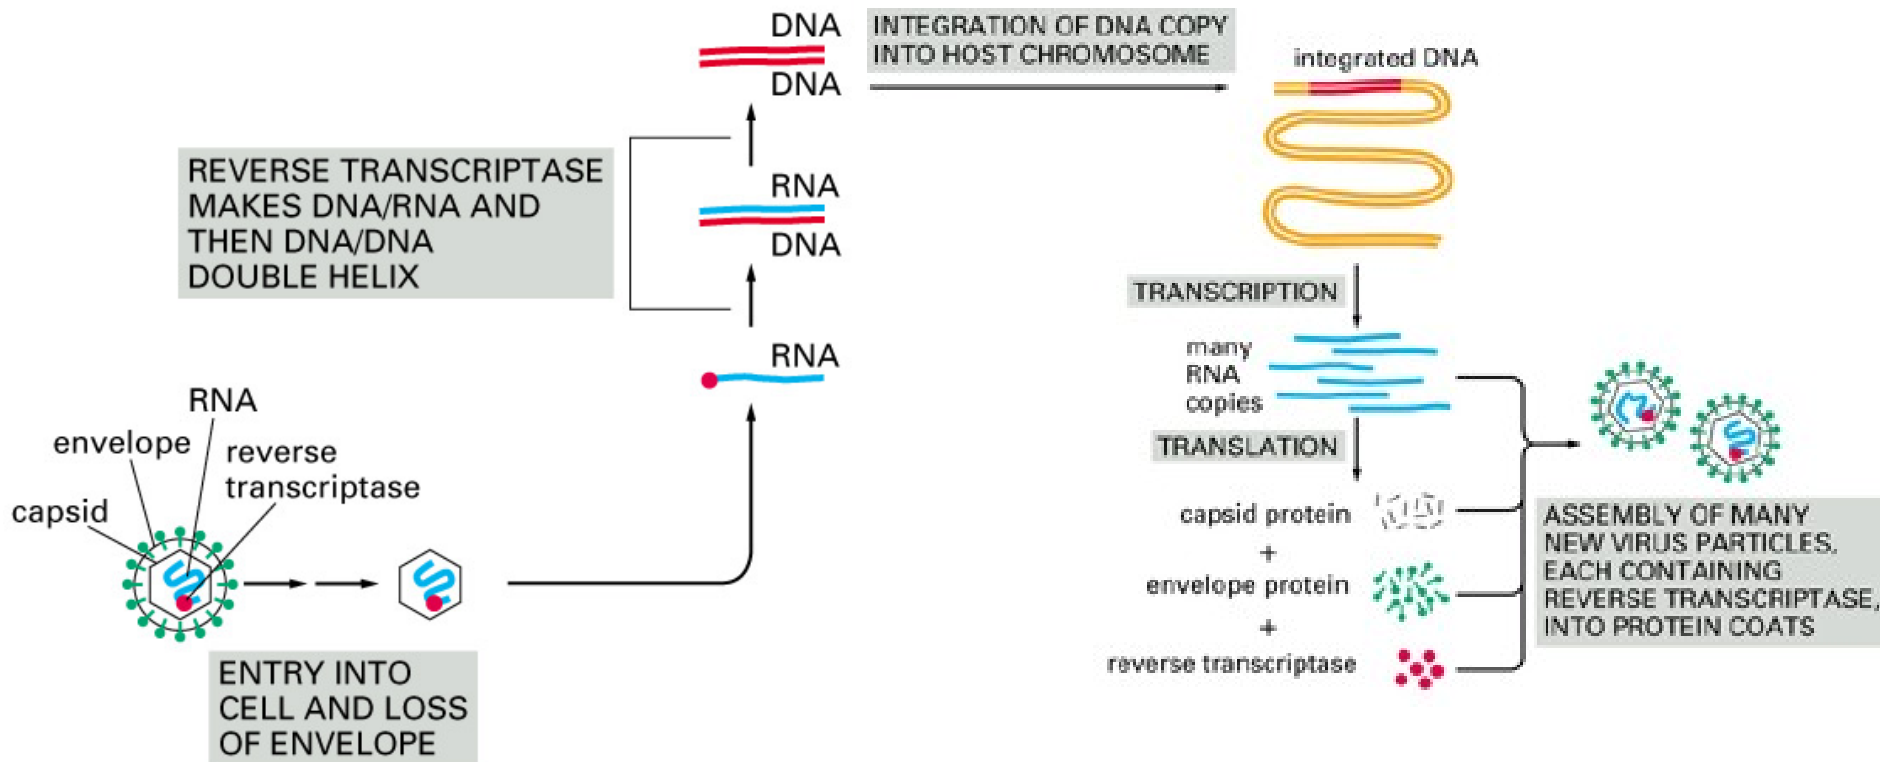 RNA
envelope
reverse
transcriptase
capsid
ENTRY INTO
CELL AND LOSS
OF ENVELOPE
REVERSE TRANSCRIPTASE
MAKES DNA/RNA AND
THEN DNA/DNA
DOUBLE HELIX
RNA
RNA
DNA
DNA
DNA
INTEGRATION OF DNA COPY
INTO HOST CHROMOSOME
integrated DNA
TRANSCRIPTION
many
RNA
copies
TRANSLATION
capsid protein
+
envelope protein
+
reverse transcriptase
ASSEMBLY OF MANY
NEW VIRUS PARTICLES,
EACH CONTAINING
REVERSE TRANSCRIPTASE,
INTO PROTEIN COATS